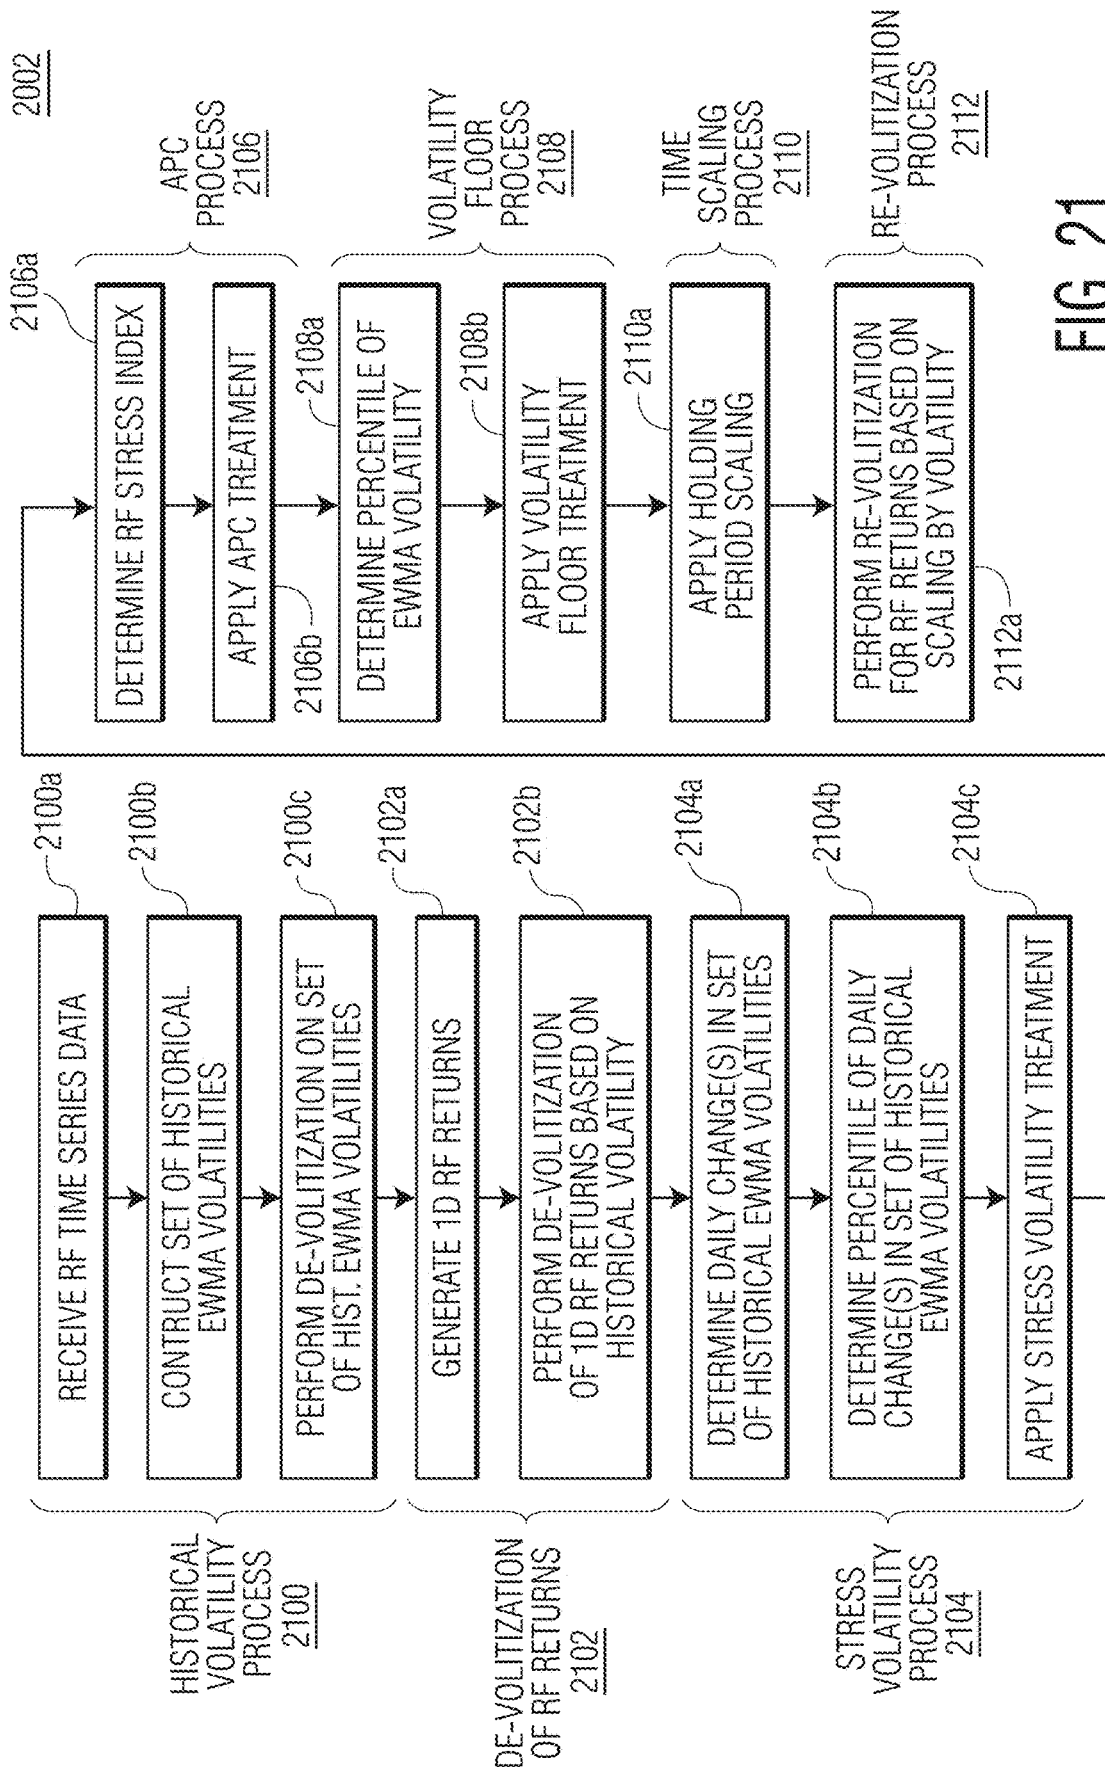 2002
HISTORICAL
VOLATILITY
PROCESS
2100
RECEIVE RF TIME SERIES DATA
2100a
CONTRUCT SET OF HISTORICAL
EWMA VOLATILITIES
2100b
PERFORM DE-VOLITIZATION ON SET
OF HIST. EWMA VOLATILITIES
2100c
DE-VOLITIZATION
OF RF RETURNS
2102
GENERATE 1D RF RETURNS
2102a
PERFORM DE-VOLITIZATION
OF 1D RF RETURNS BASED ON
HISTORICAL VOLATILITY
2102b
STRESS
VOLATILITY
PROCESS
2104
DETERMINE DAILY CHANGE(S) IN SET
OF HISTORICAL EWMA VOLATILITIES
2104a
DETERMINE PERCENTILE OF DAILY
CHANGE(S) IN SET OF HISTORICAL
EWMA VOLATILITIES
2104b
APPLY STRESS VOLATILITY TREATMENT
2104c
DETERMINE RF STRESS INDEX
2106a
APPLY APC TREATMENT
2106b
APC
PROCESS
2106
DETERMINE PERCENTILE OF
EWMA VOLATILITY
2108a
APPLY VOLATILITY
FLOOR TREATMENT
2108b
VOLATILITY
FLOOR
PROCESS
2108
APPLY HOLDING
PERIOD SCALING
2110a
TIME
SCALING
PROCESS
2110
PERFORM RE-VOLITIZATION
FOR RF RETURNS BASED ON
SCALING BY VOLATILITY
2112a
RE-VOLITIZATION
PROCESS
2112
FIG. 21